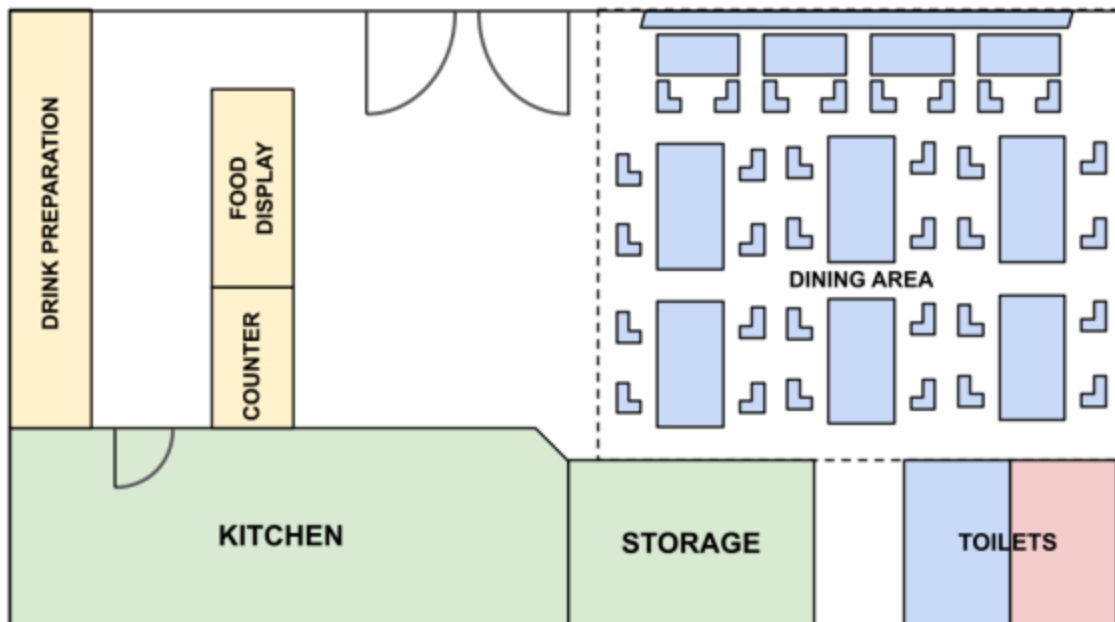 DRINK PREPARATION
FOOD
DISPLAY
COUNTER
DINING AREA
KITCHEN
STORAGE
TOILETS